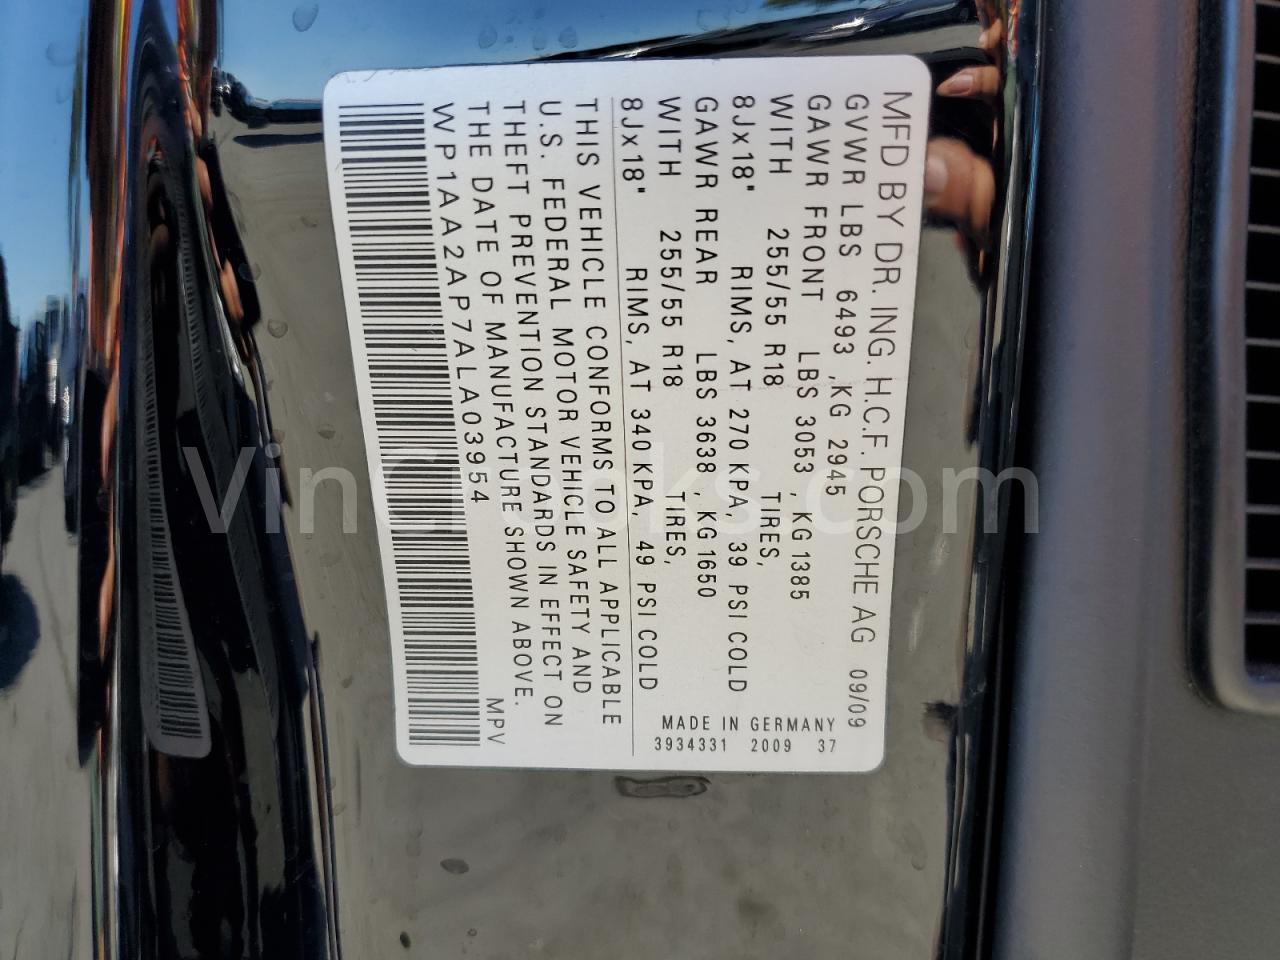 MFD BY DR. ING. H.C.F. PORSCHE AG 09/09
GVWR LBS 6493 ,KG 2945
GAWR FRONT LBS 3053 , KG 1385
WITH 255/55 R18 TIRES,
8Jx18" RIMS, AT 270 KPA, 39 PSI COLD
GAWR REAR LBS 3638 , KG 1650
WITH 255/55 R18 TIRES,
8Jx18" RIMS, AT 340 KPA, 49 PSI COLD
MADE IN GERMANY
3934331 2009 37
THIS VEHICLE CONFORMS TO ALL APPLICABLE
U.S. FEDERAL MOTOR VEHICLE SAFETY AND
THEFT PREVENTION STANDARDS IN EFFECT ON
THE DATE OF MANUFACTURE SHOWN ABOVE.
WP1AA2AP7ALA03954 MPV
VinCrooks.com